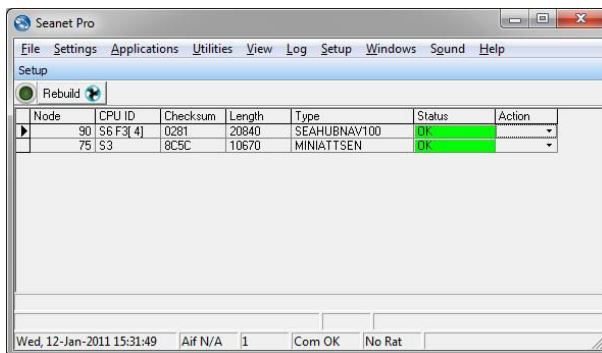 Seanet Pro
File Settings Applications Utilities View Log Setup Windows Sound Help
Setup
Rebuild
Node CPU ID Checksum Length Type Status Action
90 S6 F3[ 4] 0281 20840 SEAHUBNAV100 OK
75 S3 8C5C 10670 MINIATTSEN OK
Wed, 12-Jan-2011 15:31:49 Aif N/A 1 Com OK No Rat